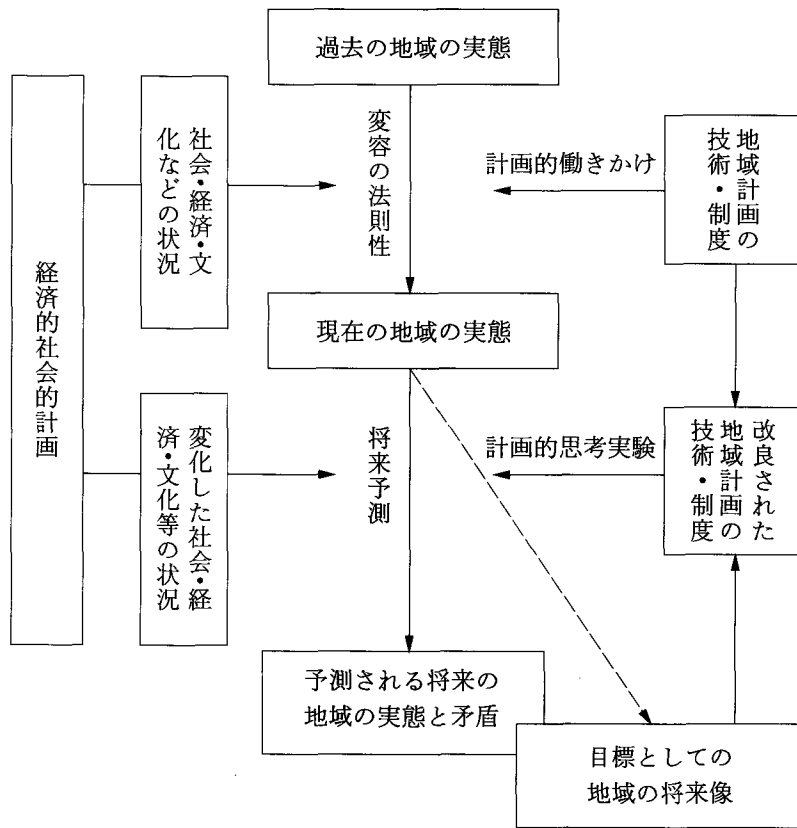 過去の地域の実態
経済的社会的計画
社会・経済・文
化などの状況
変容の法則性
計画的働きかけ
地域計画の
技術・制度
現在の地域の実態
変化した社会・経
済・文化等の状況
将来予測
計画的思考実験
改良された
地域計画の
技術・制度
予測される将来の
地域の実態と矛盾
目標としての
地域の将来像